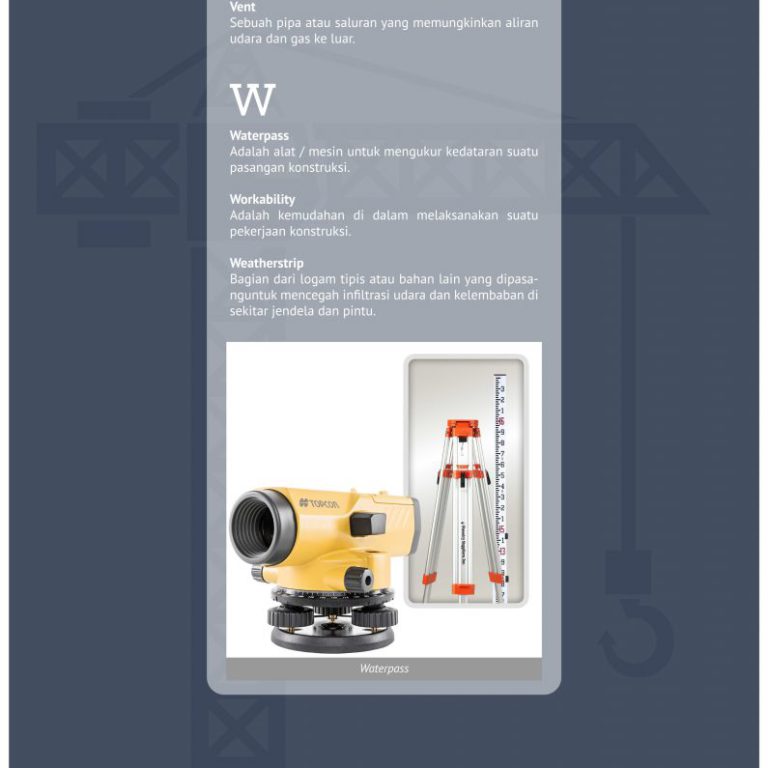 Vent
Sebuah pipa atau saluran yang memungkinkan aliran
udara dan gas ke luar.
W
Waterpass
Adalah alat / mesin untuk mengukur kedataran suatu
pasangan konstruksi.
Workability
Adalah kemudahan di dalam melaksanakan suatu
pekerjaan konstruksi.
Weatherstrip
Bagian dari logam tipis atau bahan lain yang dipasa-
nguntuk mencegah infiltrasi udara dan kelembaban di
sekitar jendela dan pintu.
TOPCON
Waterpass